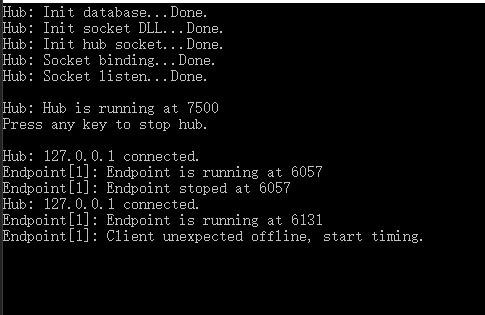 Hub: Init database...Done.
Hub: Init socket DLL...Done.
Hub: Init hub socket...Done.
Hub: Socket binding...Done.
Hub: Socket listen...Done.
Hub: Hub is running at 7500
Press any key to stop hub.
Hub: 127.0.0.1 connected.
Endpoint[1]: Endpoint is running at 6057
Endpoint[1]: Endpoint stoped at 6057
Hub: 127.0.0.1 connected.
Endpoint[1]: Endpoint is running at 6131
Endpoint[1]: Client unexpected offline, start timing.